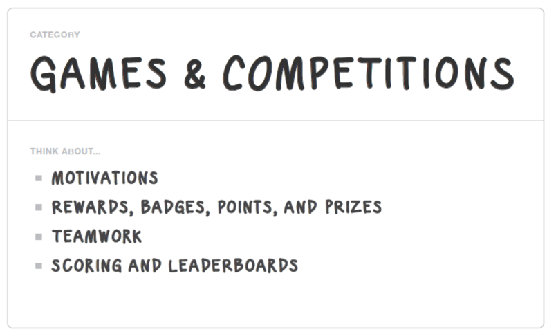 CATEGORY
GAMES & COMPETITIONS
THINK ABOUT...
MOTIVATIONS
REWARDS, BADGES, POINTS, AND PRIZES
TEAMWORK
SCORING AND LEADERBOARDS